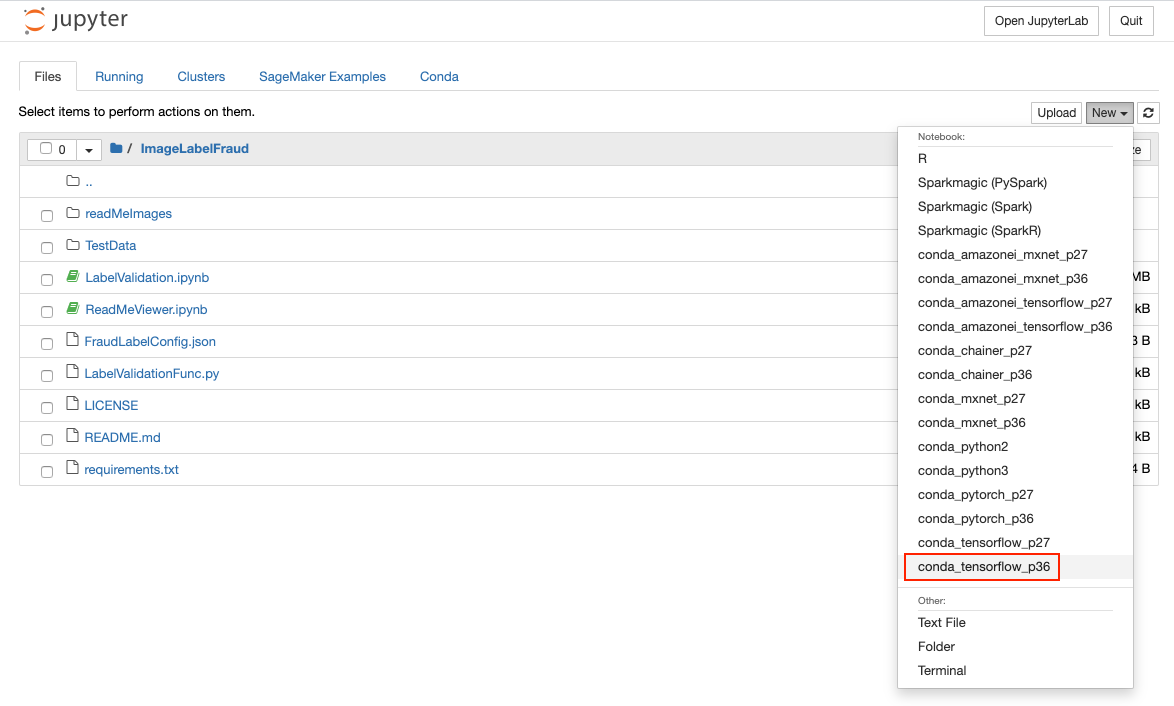 jupyter
Open JupyterLab Quit
Files Running Clusters SageMaker Examples Conda
Select items to perform actions on them.
Upload New
0 / ImageLabelFraud
..
readMeImages
TestData
LabelValidation.ipynb
MB
ReadMeViewer.ipynb
kB
FraudLabelConfig.json
B
LabelValidationFunc.py
kB
LICENSE
kB
README.md
kB
requirements.txt
B
Notebook:
R
Sparkmagic (PySpark)
Sparkmagic (Spark)
Sparkmagic (SparkR)
conda_amazonei_mxnet_p27
conda_amazonei_mxnet_p36
conda_amazonei_tensorflow_p27
conda_amazonei_tensorflow_p36
conda_chainer_p27
conda_chainer_p36
conda_mxnet_p27
conda_mxnet_p36
conda_python2
conda_python3
conda_pytorch_p27
conda_pytorch_p36
conda_tensorflow_p27
conda_tensorflow_p36
Other:
Text File
Folder
Terminal